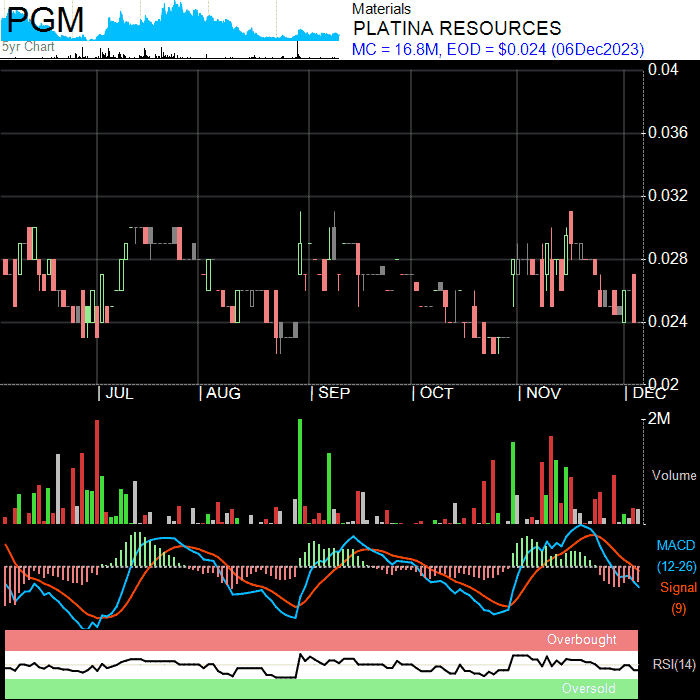 PGM
5yr Chart
Materials
PLATINA RESOURCES
MC = 16.8M, EOD = $0.024 (06Dec2023)
0.04
0.036
0.032
0.028
0.024
0.02
JUL
AUG
SEP
OCT
NOV
DEC
2M
Volume
MACD
(12-26)
Signal
(9)
Overbought
RSI(14)
Oversold